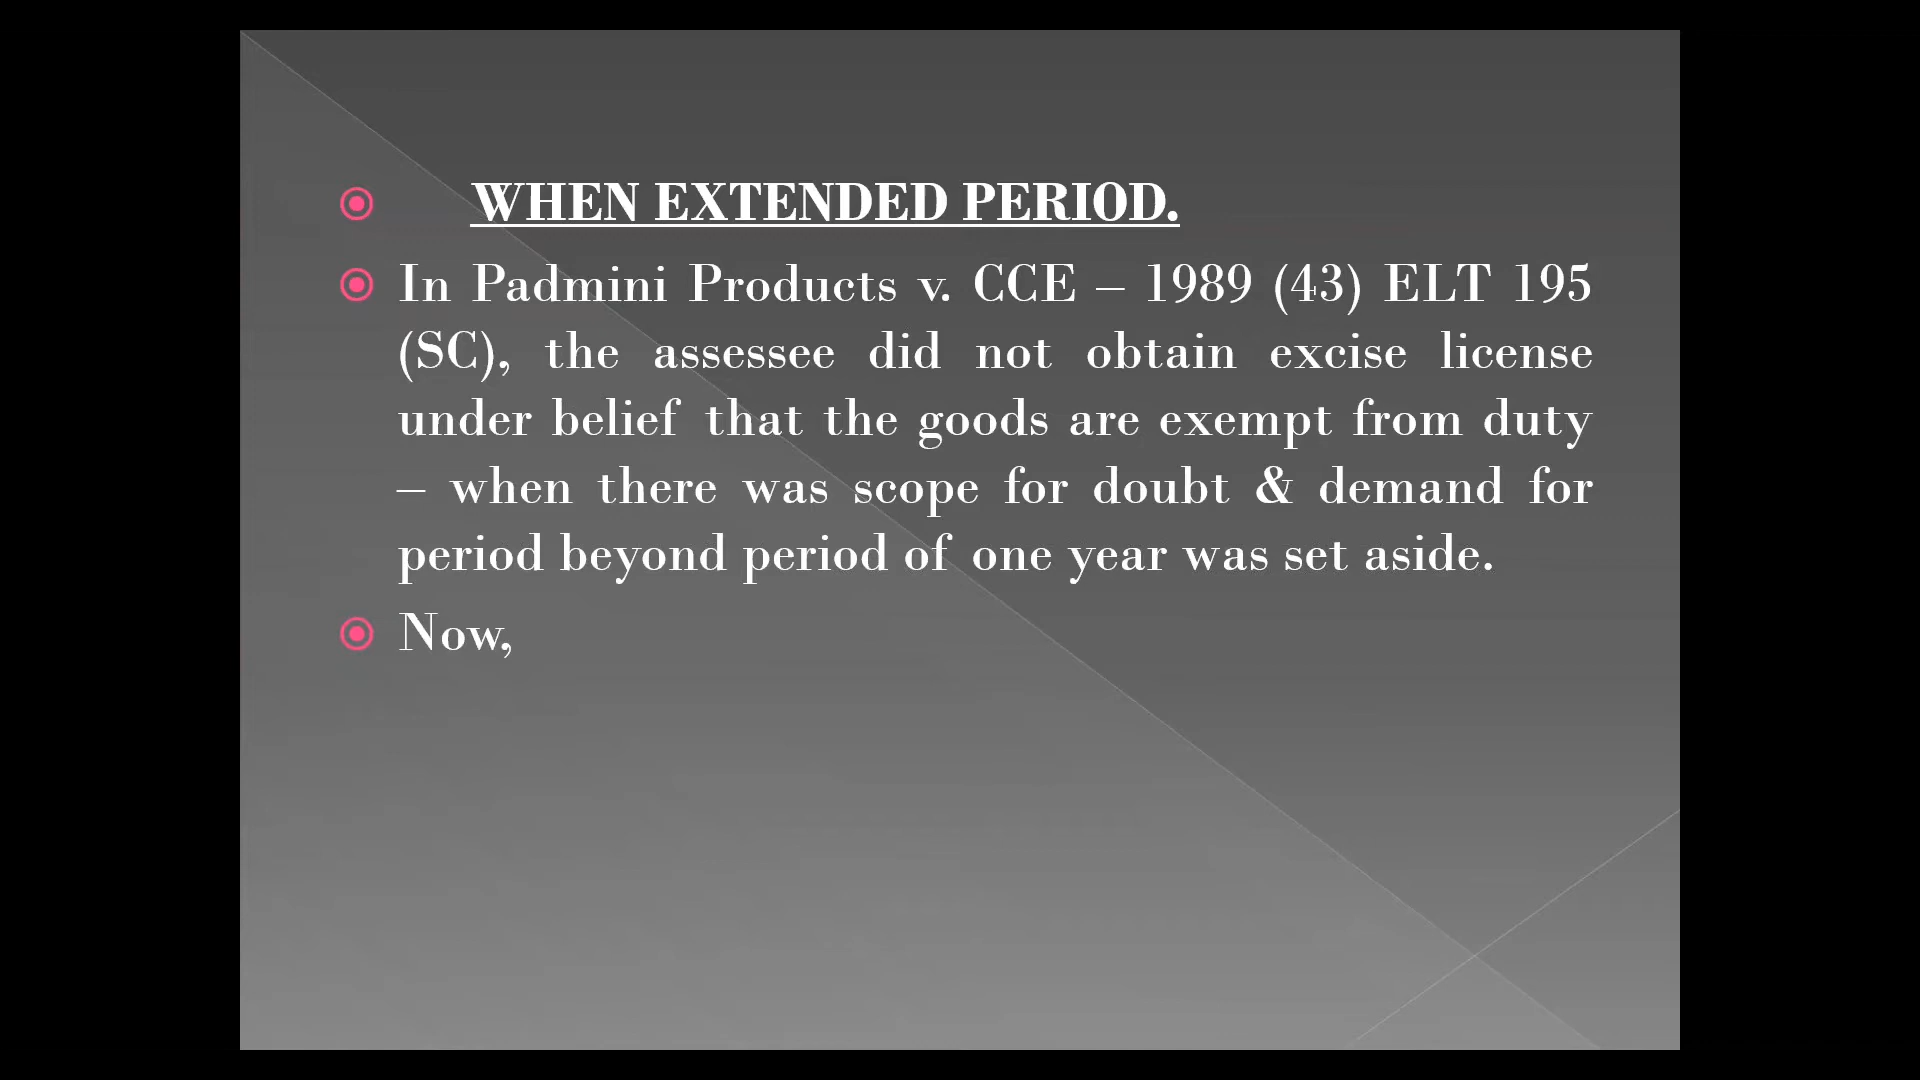 WHEN EXTENDED PERIOD.
In Padmini Products v. CCE – 1989 (43) ELT 195
(SC), the assessee did not obtain excise license
under belief that the goods are exempt from duty
– when there was scope for doubt & demand for
period beyond period of one year was set aside.
Now,